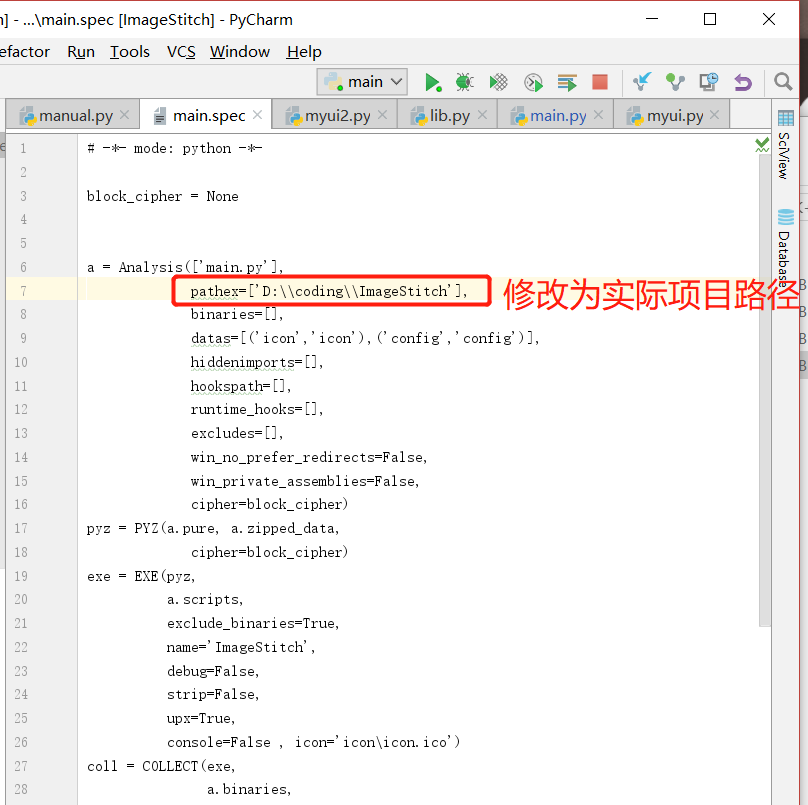 ] - ...\main.spec [ImageStitch] - PyCharm
efactor Run Tools VCS Window Help
main
manual.py main.spec myui2.py lib.py main.py myui.py
1 # -*- mode: python -*-
2
3 block_cipher = None
4
5
6 a = Analysis(['main.py'],
7 pathex=['D:\\coding\\ImageStitch'],
修改为实际项目路径
8 binaries=[],
9 datas=[('icon','icon'),('config','config')],
10 hiddenimports=[],
11 hookspath=[],
12 runtime_hooks=[],
13 excludes=[],
14 win_no_prefer_redirects=False,
15 win_private_assemblies=False,
16 cipher=block_cipher)
17 pyz = PYZ(a.pure, a.zipped_data,
18 cipher=block_cipher)
19 exe = EXE(pyz,
20 a.scripts,
21 exclude_binaries=True,
22 name='ImageStitch',
23 debug=False,
24 strip=False,
25 upx=True,
26 console=False , icon='icon\icon.ico')
27 coll = COLLECT(exe,
28 a.binaries,
SciView
Database